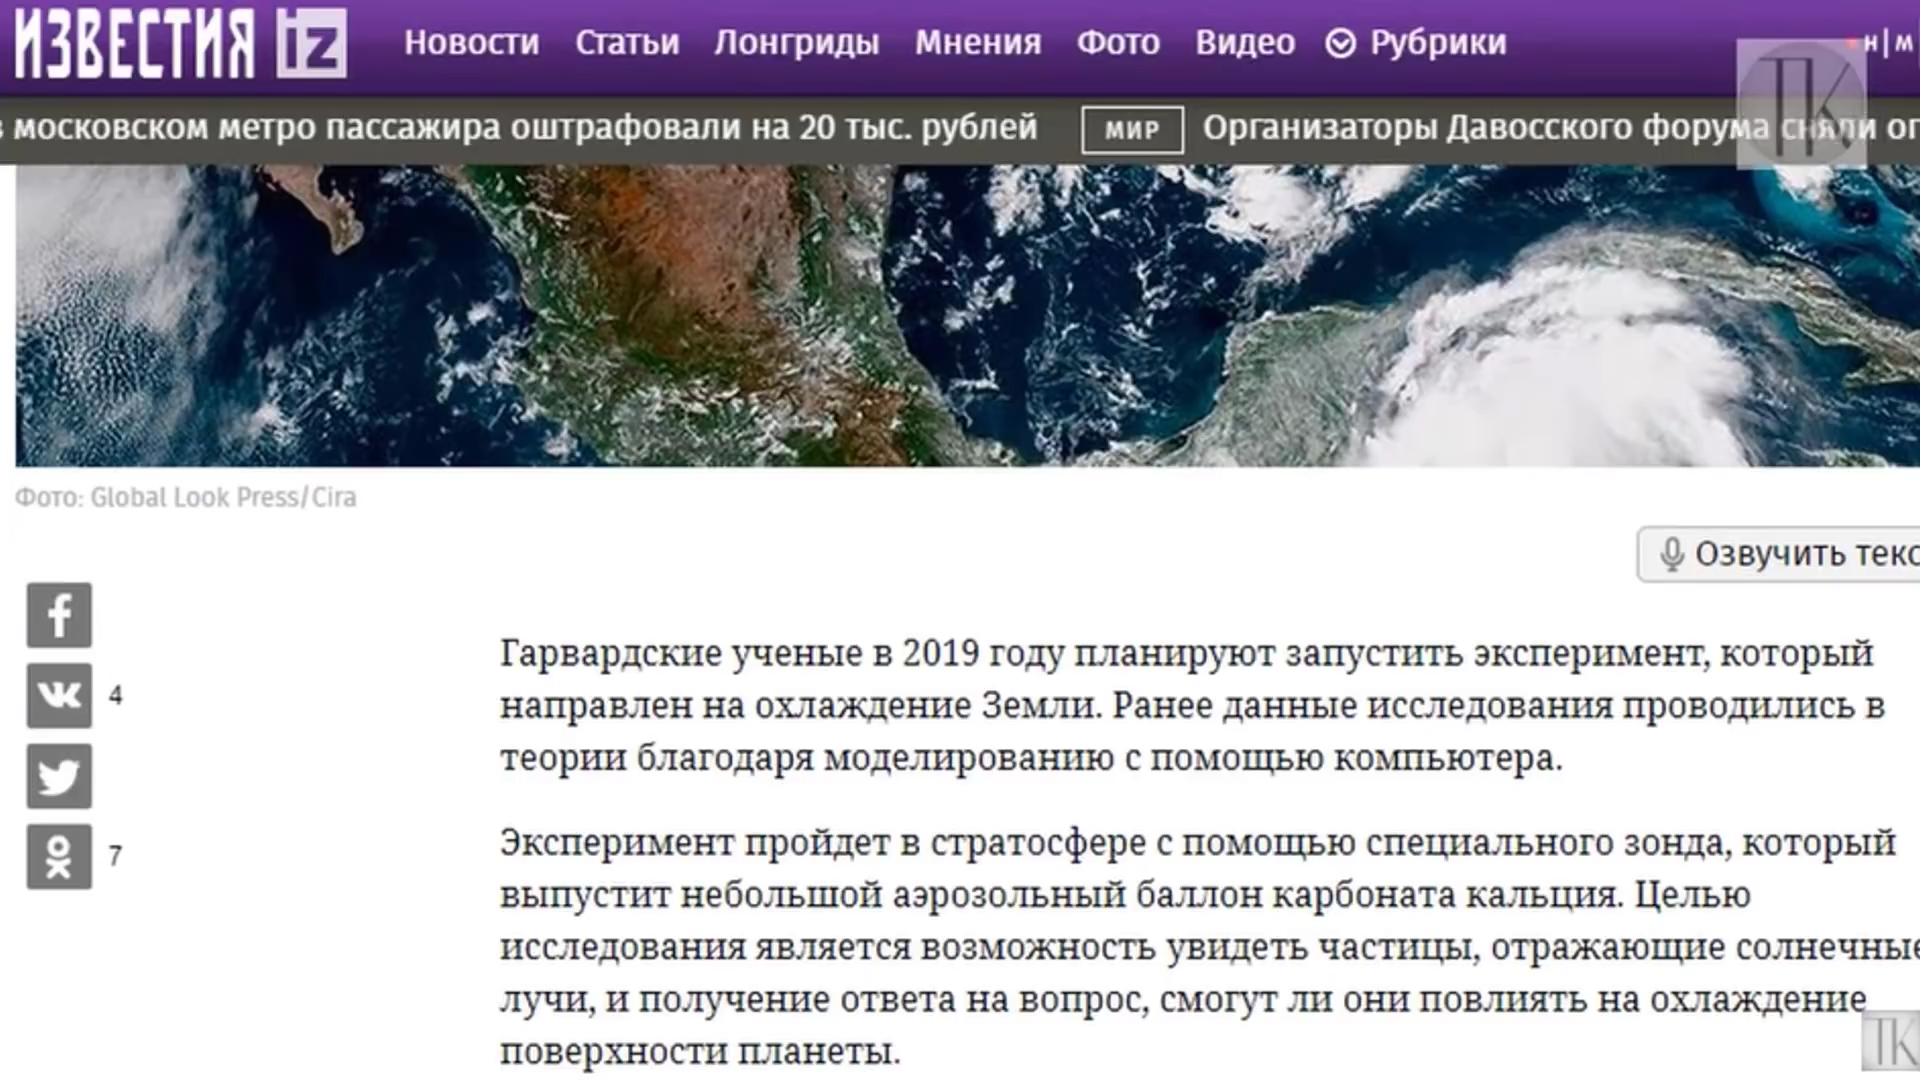 ИЗВЕСТИЯ iz Новости Статьи Лонгриды Мнения Фото Видео Рубрики
московском метро пассажира оштрафовали на 20 тыс. рублей МИР Организаторы Давосского форума сняли
ТК
Фото: Global Look Press/Cira
Озвучить
4
7
Гарвардские ученые в 2019 году планируют запустить эксперимент, который
направлен на охлаждение Земли. Ранее данные исследования проводились в
теории благодаря моделированию с помощью компьютера.
Эксперимент пройдет в стратосфере с помощью специального зонда, который
выпустит небольшой аэрозольный баллон карбоната кальция. Целью
исследования является возможность увидеть частицы, отражающие солнечные
лучи, и получение ответа на вопрос, смогут ли они повлиять на охлаждение
поверхности планеты.
ТК